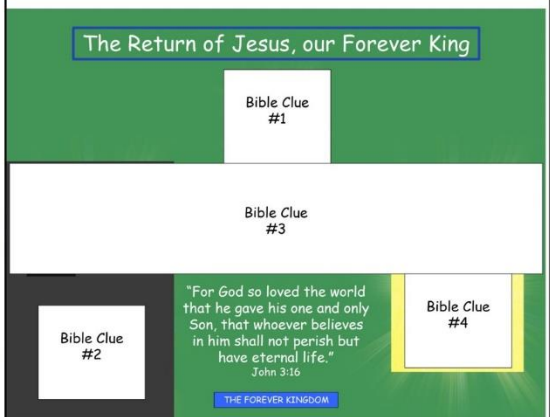 The Return of Jesus, our Forever King
Bible Clue
#1
Bible Clue
#3
"For God so loved the world
that he gave his one and only
Son, that whoever believes
in him shall not perish but
have eternal life."
John 3:16
Bible Clue
#2
Bible Clue
#4
THE FOREVER KINGDOM